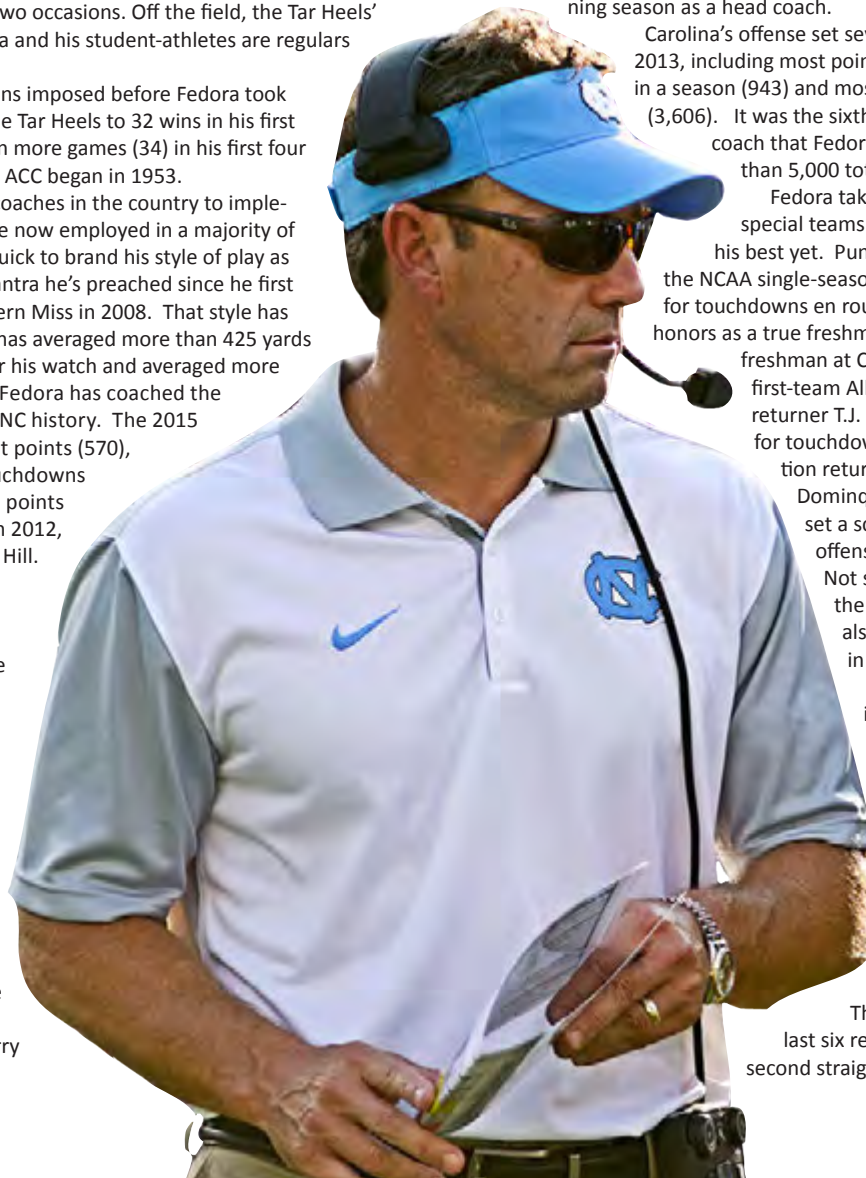 wo occasions. Off the field, the Tar Heels’
a and his student-athletes are regulars
ns imposed before Fedora took
e Tar Heels to 32 wins in his first
n more games (34) in his first four
ACC began in 1953.
oaches in the country to imple-
e now employed in a majority of
uick to brand his style of play as
antra he’s preached since he first
ern Miss in 2008. That style has
has averaged more than 425 yards
r his watch and averaged more
Fedora has coached the
NC history. The 2015
t points (570),
uchdowns
points
n 2012,
Hill.
e
e
rry
ning season as a head coach.
Carolina’s offense set sev
2013, including most poin
in a season (943) and mos
(3,606). It was the sixth
coach that Fedor
than 5,000 tot
Fedora tak
special teams
his best yet. Pun
the NCAA single-seaso
for touchdowns en rou
honors as a true freshm
freshman at C
first-team All
returner T.J.
for touchdow
tion retur
Dominq
set a sc
offens
Not s
the
als
in
i
Th
last six re
second straig
NC